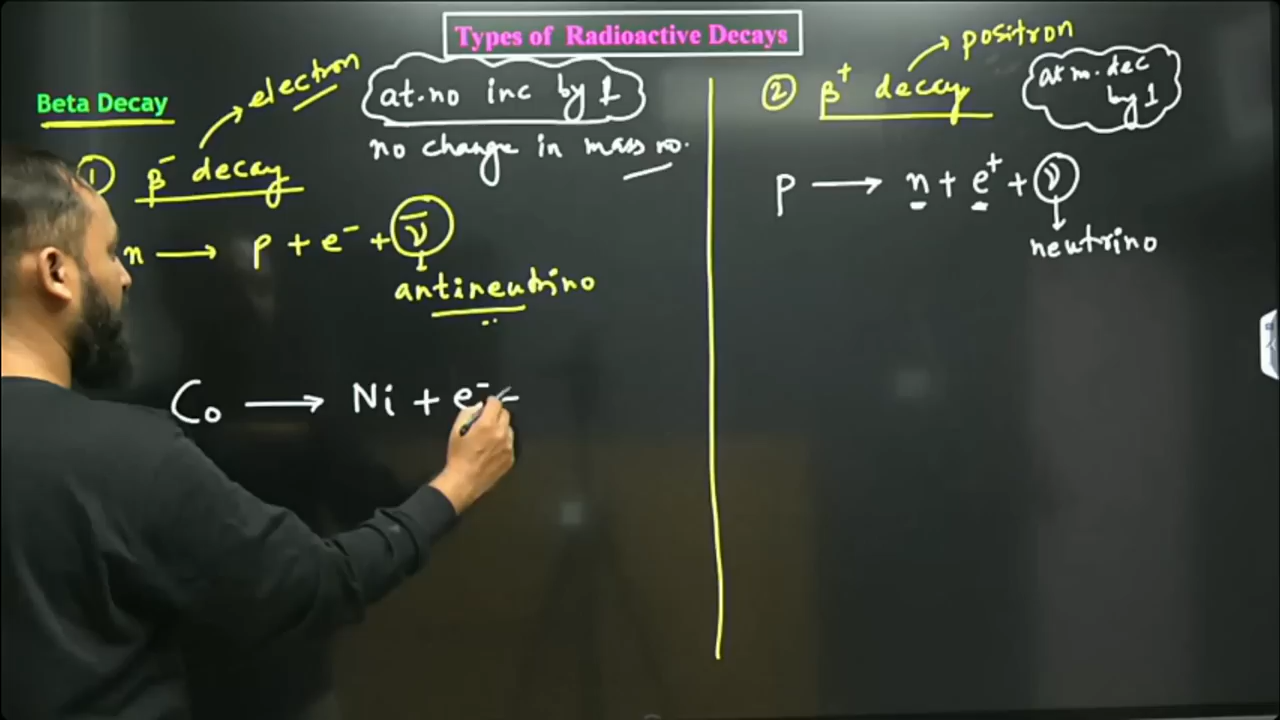 Types of Radioactive Decays
Beta Decay
electron
at.no inc by 1
no change in mass no.
① β⁻ decay
n ⟶ p + e⁻ + ν̄
antineutrino
Co ⟶ Ni + e⁻
② β⁺ decay
positron
at n. dec
by 1
p ⟶ n + e⁺ + ν
neutrino